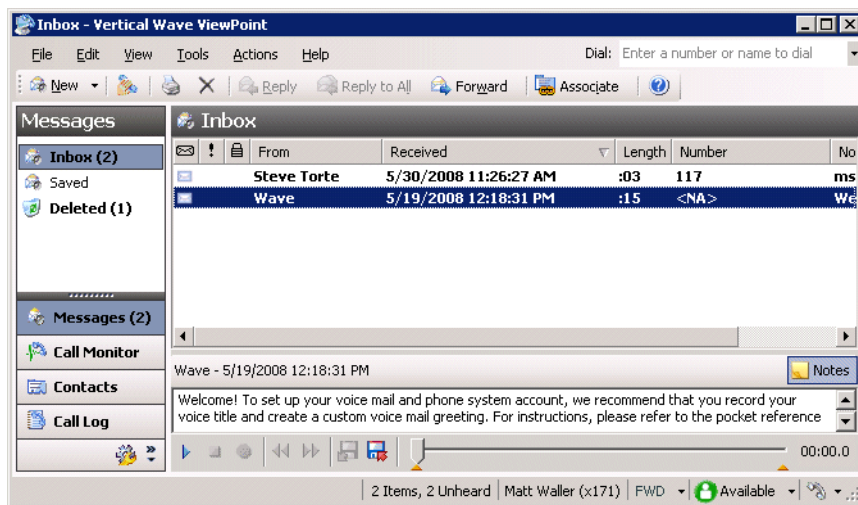 Inbox - Vertical Wave ViewPoint
File Edit View Tools Actions Help Dial: Enter a number or name to dial
New Reply Reply to All Forward Associate
Messages
Inbox
Inbox (2)
Saved
Deleted (1)
! From Received Length Number No
Steve Torte 5/30/2008 11:26:27 AM :03 117 ms
Wave 5/19/2008 12:18:31 PM :15 <NA> We
Messages (2)
Call Monitor
Contacts
Call Log
Wave - 5/19/2008 12:18:31 PM Notes
Welcome! To set up your voice mail and phone system account, we recommend that you record your
voice title and create a custom voice mail greeting. For instructions, please refer to the pocket reference
00:00.0
2 Items, 2 Unheard Matt Waller (x171) FWD Available